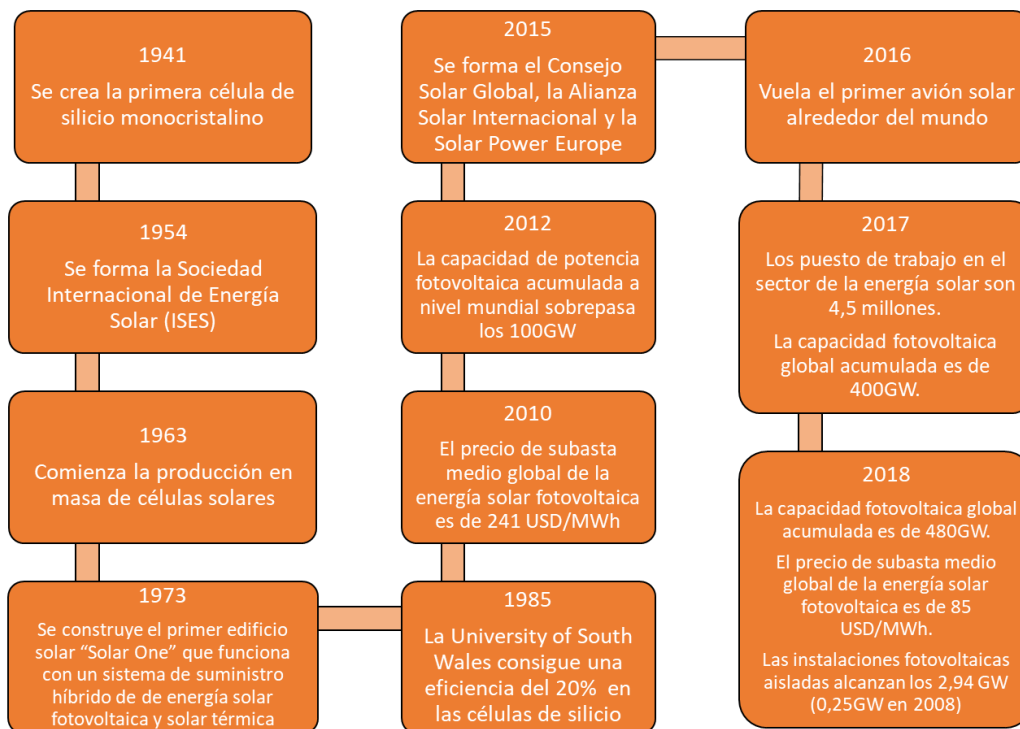 1941
Se crea la primera célula de
silicio monocristalino
1954
Se forma la Sociedad
Internacional de Energía
Solar (ISES)
1963
Comienza la producción en
masa de células solares
1973
Se construye el primer edificio
solar “Solar One” que funciona
con un sistema de suministro
híbrido de de energía solar
fotovoltaica y solar térmica
1985
La University of South
Wales consigue una
eficiencia del 20% en
las células de silicio
2010
El precio de subasta
medio global de la
energía solar fotovoltaica
es de 241 USD/MWh
2012
La capacidad de potencia
fotovoltaica acumulada a
nivel mundial sobrepasa
los 100GW
2015
Se forma el Consejo
Solar Global, la Alianza
Solar Internacional y la
Solar Power Europe
2016
Vuela el primer avión solar
alrededor del mundo
2017
Los puesto de trabajo en el
sector de la energía solar son
4,5 millones.
La capacidad fotovoltaica
global acumulada es de
400GW.
2018
La capacidad fotovoltaica global
acumulada es de 480GW.
El precio de subasta medio
global de la energía solar
fotovoltaica es de 85
USD/MWh.
Las instalaciones fotovoltaicas
aisladas alcanzan los 2,94 GW
(0,25GW en 2008)